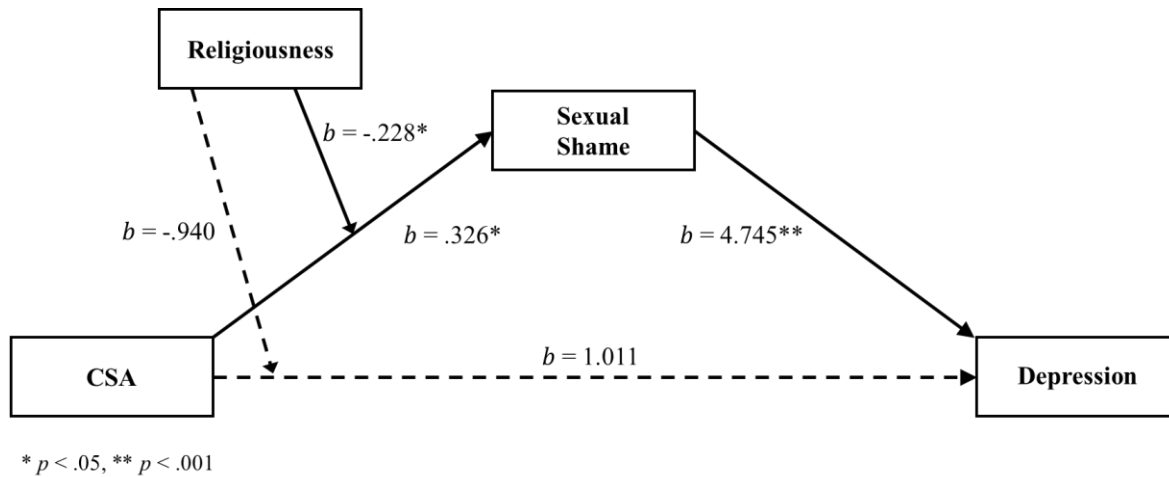 Religiousness
Sexual
Shame
b = -.228*
b = -.940
b = .326*
b = 4.745**
b = 1.011
CSA
Depression
* p < .05, ** p < .001